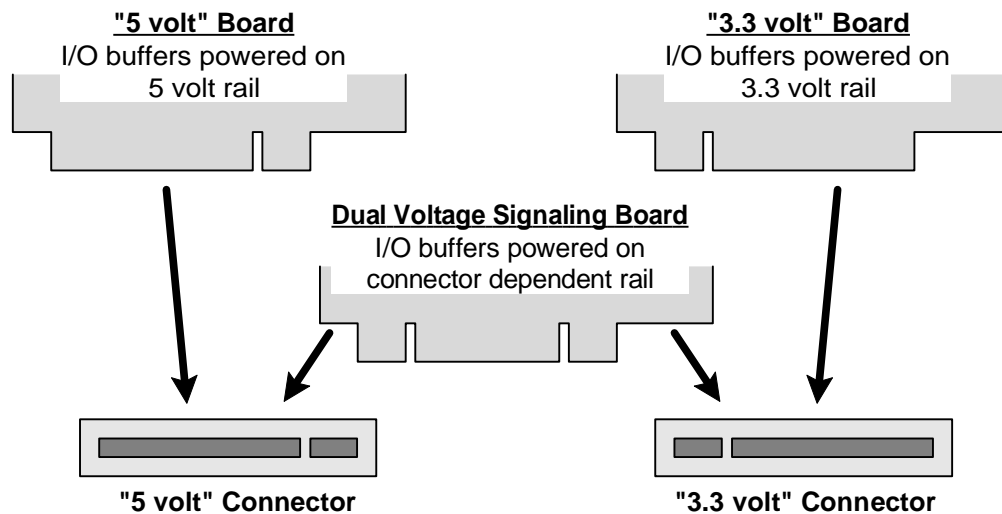 "5 volt" Board
I/O buffers powered on
5 volt rail
"3.3 volt" Board
I/O buffers powered on
3.3 volt rail
Dual Voltage Signaling Board
I/O buffers powered on
connector dependent rail
"5 volt" Connector
"3.3 volt" Connector